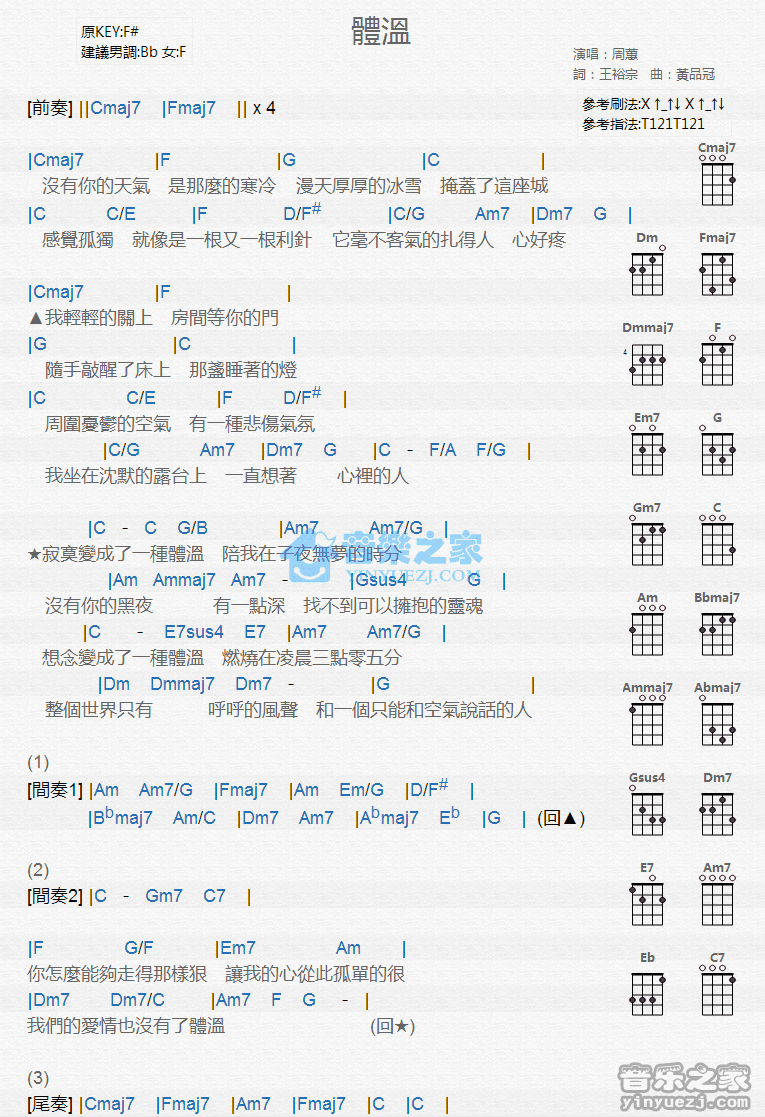 體溫
原KEY:F#
建議男調:Bb 女:F
演唱：周蕙
詞：王裕宗　曲：黃品冠
參考刷法:X ↑_↑↓ X ↑_↑↓
參考指法:T121T121
[前奏] ||Cmaj7 |Fmaj7 || x 4
|Cmaj7 |F |G |C |
沒有你的天氣　是那麼的寒冷　漫天厚厚的冰雪　掩蓋了這座城
|C C/E |F D/F# |C/G Am7 |Dm7 G |
感覺孤獨　就像是一根又一根利針　它毫不客氣的扎得人　心好疼
|Cmaj7 |F |
▲我輕輕的關上　房間等你的門
|G |C |
隨手敲醒了床上　那盞睡著的燈
|C C/E |F D/F# |
周圍憂鬱的空氣　有一種悲傷氣氛
|C/G Am7 |Dm7 G |C - F/A F/G |
我坐在沈默的露台上　一直想著　心裡的人
|C - C G/B |Am7 Am7/G |
★寂寞變成了一種體溫　陪我在子夜無夢的時分
|Am Ammaj7 Am7 - |Gsus4 G |
沒有你的黑夜　有一點深　找不到可以擁抱的靈魂
|C - E7sus4 E7 |Am7 Am7/G |
想念變成了一種體溫　燃燒在凌晨三點零五分
|Dm Dmmaj7 Dm7 - |G |
整個世界只有　呼呼的風聲　和一個只能和空氣說話的人
(1)
[間奏1] |Am Am7/G |Fmaj7 |Am Em/G |D/F# |
|Bbmaj7 Am/C |Dm7 Am7 |Abmaj7 Eb |G | (回▲)
(2)
[間奏2] |C - Gm7 C7 |
|F G/F |Em7 Am |
你怎麼能夠走得那樣狠　讓我的心從此孤單的很
|Dm7 Dm7/C |Am7 F G - |
我們的愛情也沒有了體溫　(回★)
(3)
[尾奏] |Cmaj7 |Fmaj7 |Am7 |Fmaj7 |C |C |
Cmaj7
Dm Fmaj7
Dmmaj7 F
4
Em7 G
Gm7 C
Am Bbmaj7
Ammaj7 Abmaj7
Gsus4 Dm7
E7 Am7
Eb C7
音樂之家
YINYUEZJ.COM
音乐之家
yinyuezj.com